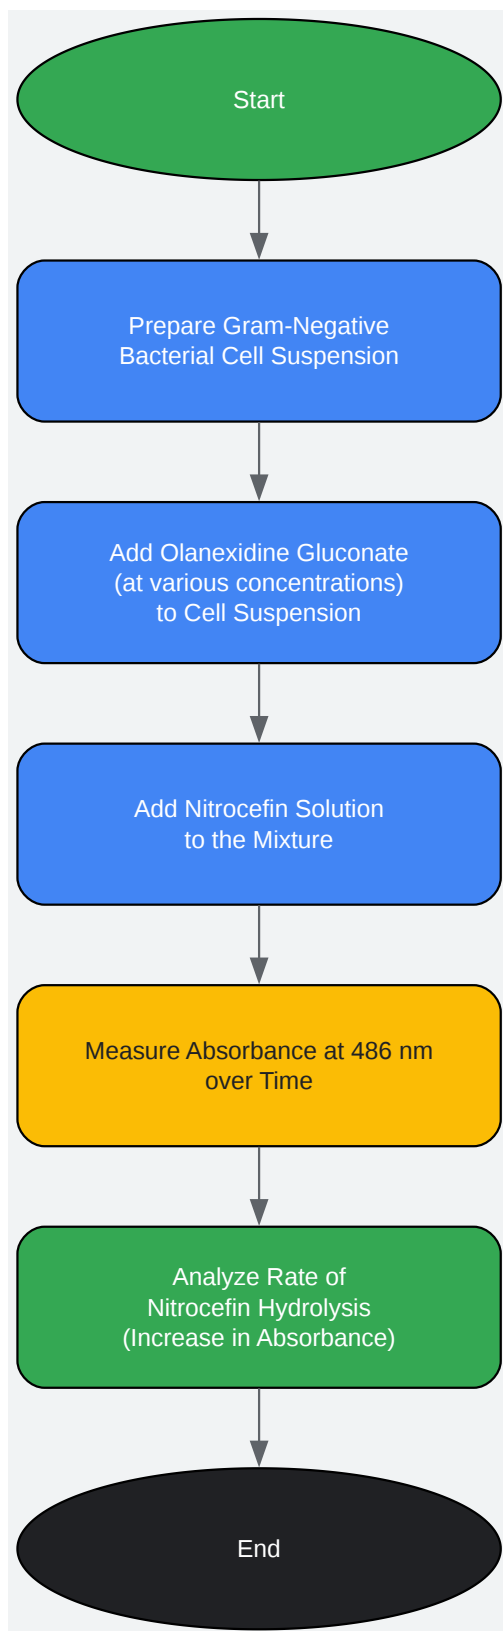 Start
Prepare Gram-Negative
Bacterial Cell Suspension
Add Olanexidine Gluconate
(at various concentrations)
to Cell Suspension
Add Nitrocefin Solution
to the Mixture
Measure Absorbance at 486 nm
over Time
Analyze Rate of
Nitrocefin Hydrolysis
(Increase in Absorbance)
End